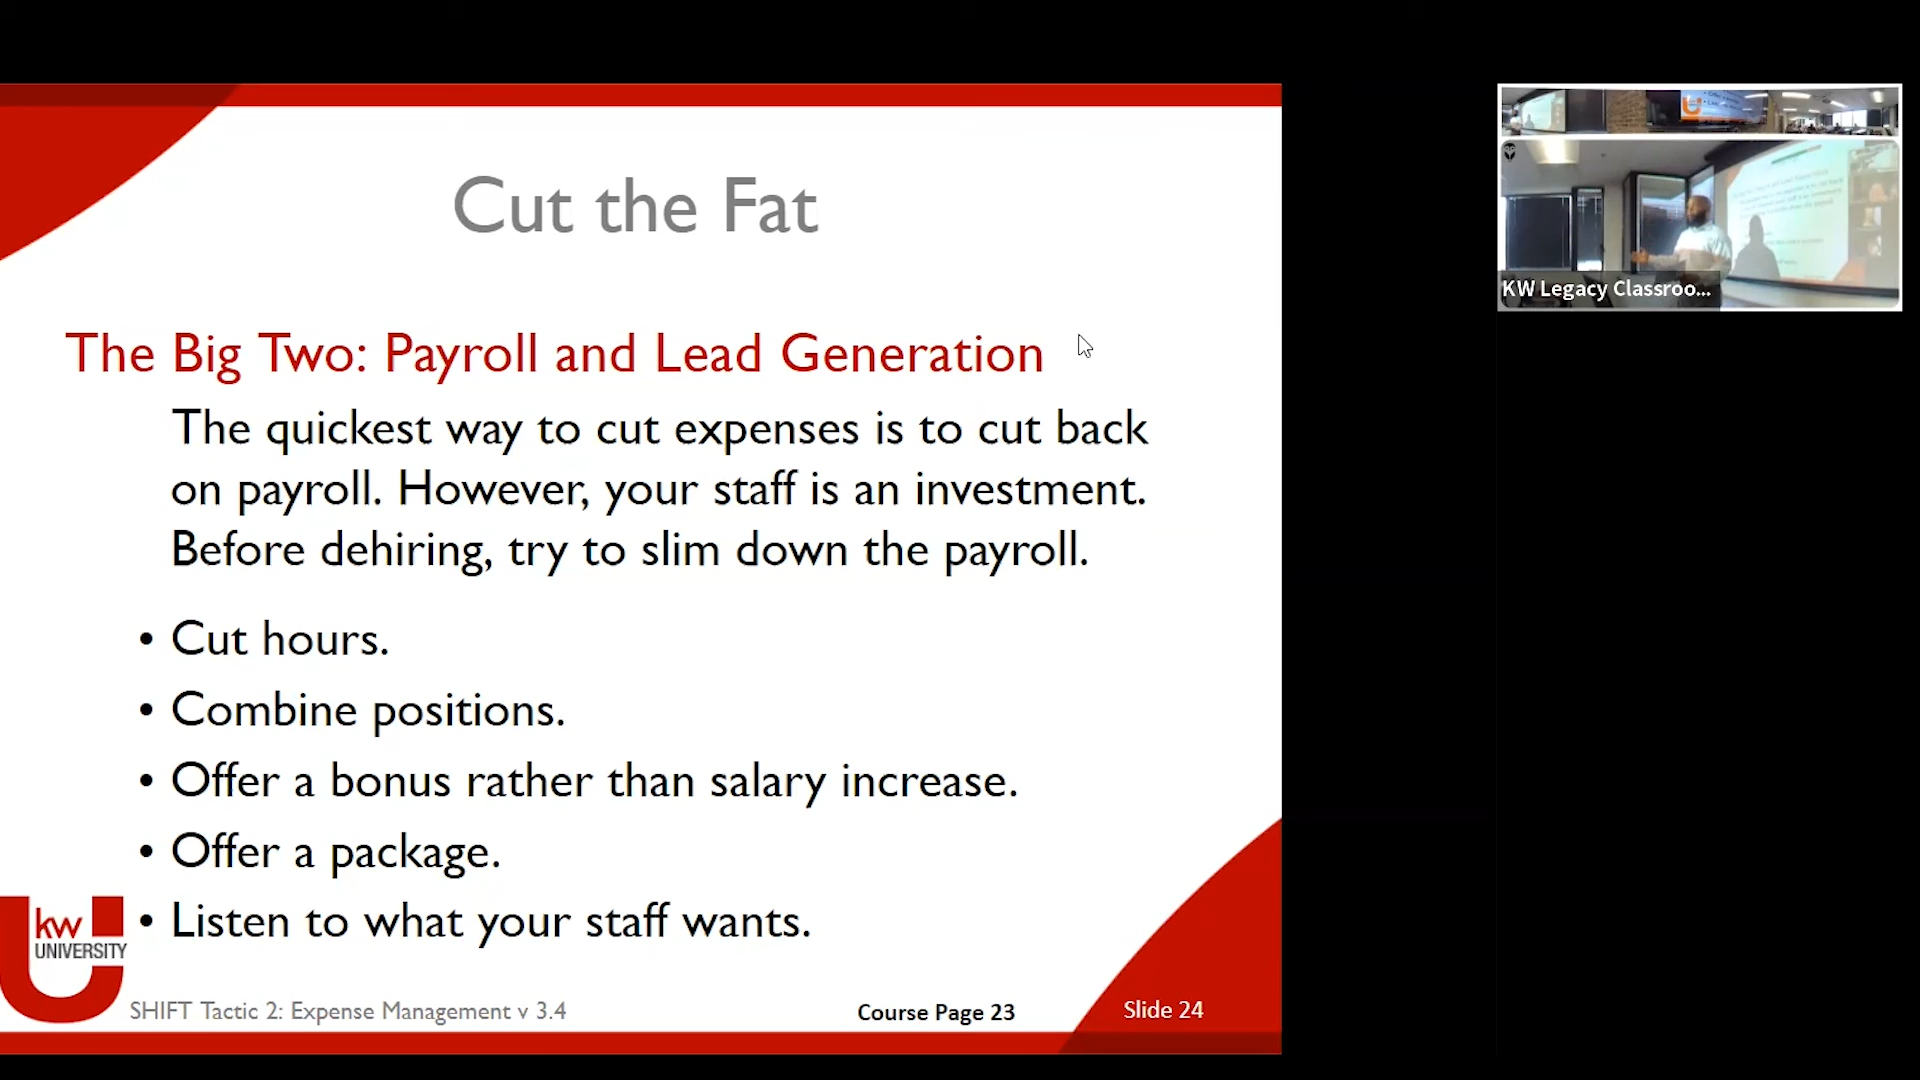 Cut the Fat
The Big Two: Payroll and Lead Generation
The quickest way to cut expenses is to cut back
on payroll. However, your staff is an investment.
Before dehiring, try to slim down the payroll.
• Cut hours.
• Combine positions.
• Offer a bonus rather than salary increase.
• Offer a package.
• Listen to what your staff wants.
kw
UNIVERSITY
SHIFT Tactic 2: Expense Management v 3.4
Course Page 23
Slide 24
KW Legacy Classroo...